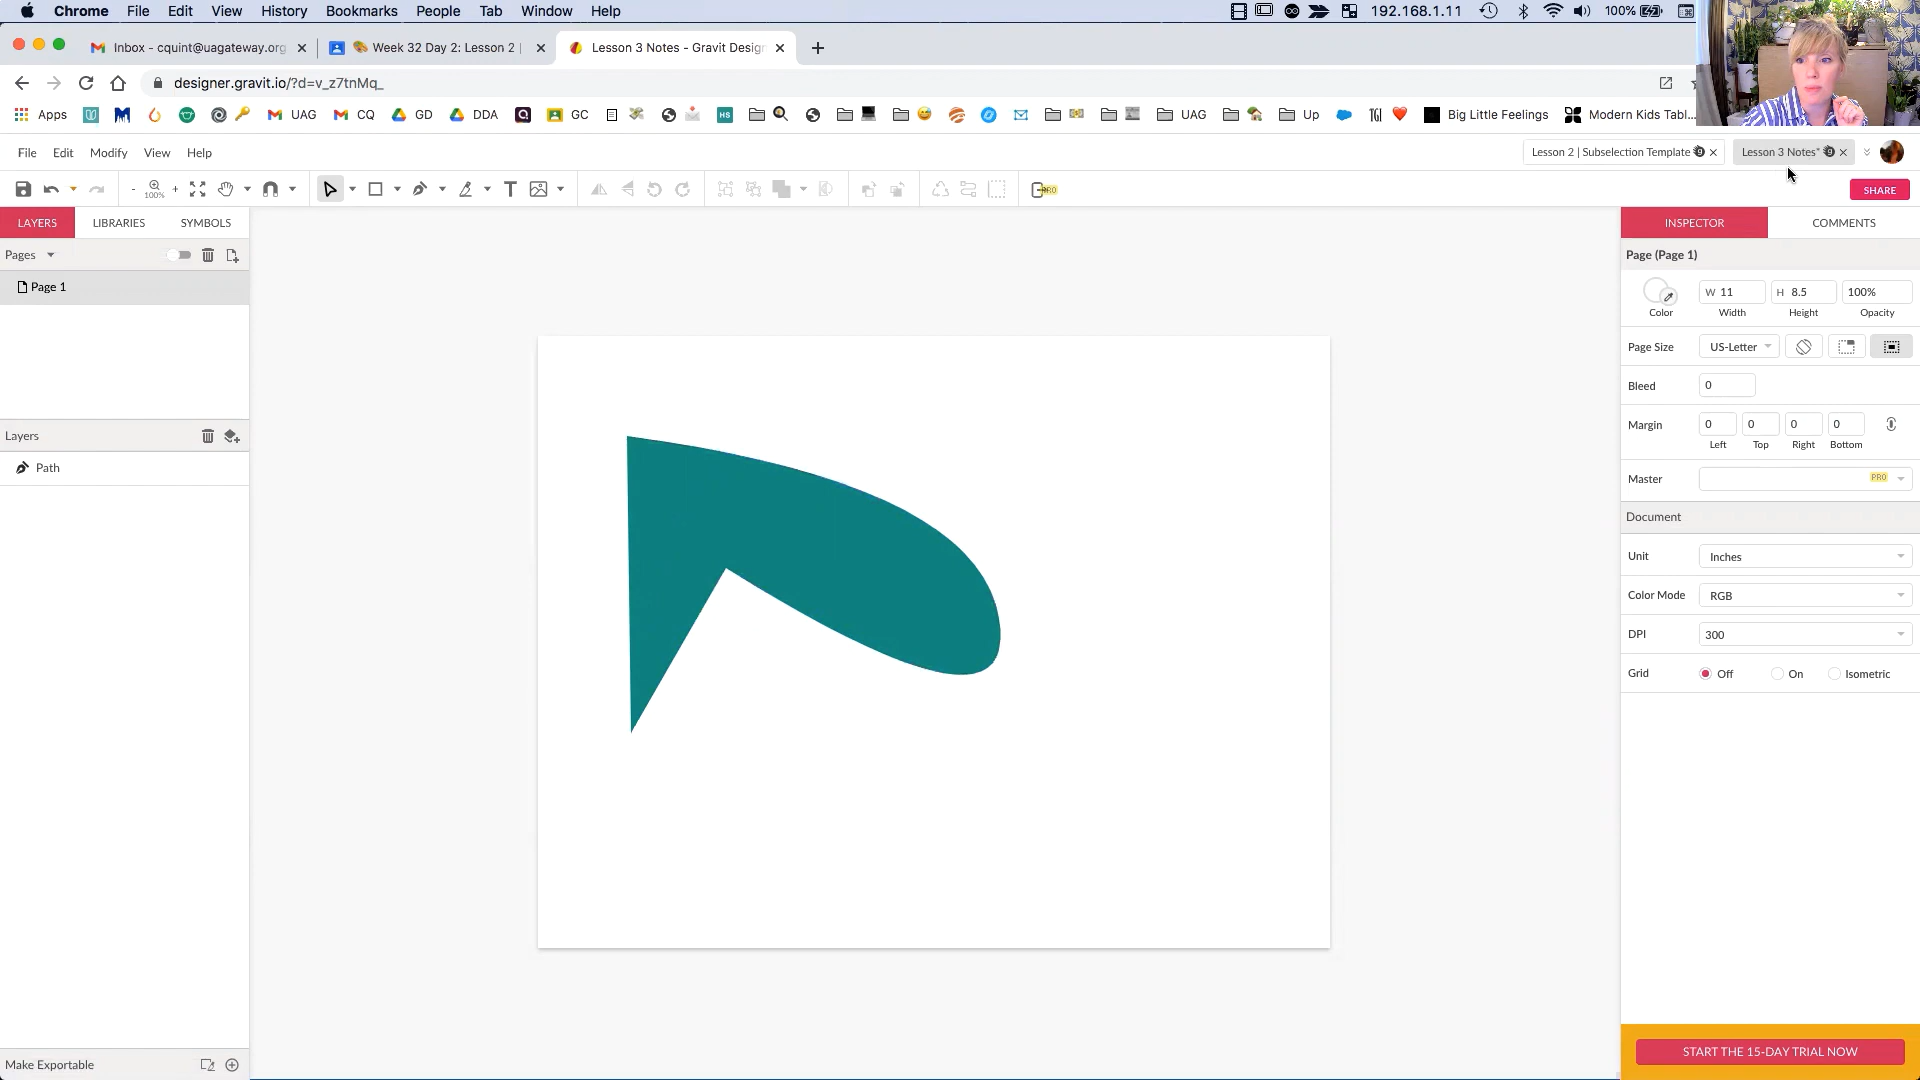 Chrome File Edit View History Bookmarks People Tab Window Help 192.168.1.11 100%
Inbox - cquint@uagateway.org Week 32 Day 2: Lesson 2 | Lesson 3 Notes - Gravit Design
designer.gravit.io/?d=v_z7tnMq_
Apps UAG CQ GD DDA HS GC UAG Up Big Little Feelings Modern Kids Tabl...
File Edit Modify View Help Lesson 2 | Subselection Template Lesson 3 Notes*
- 100% + T PRO SHARE
LAYERS LIBRARIES SYMBOLS INSPECTOR COMMENTS
Pages Page (Page 1)
Page 1 W 11 H 8.5 100%
Color Width Height Opacity
Page Size US-Letter
Bleed 0
Margin 0 0 0 0
Left Top Right Bottom
Layers
Path
Master PRO
Document
Unit Inches
Color Mode RGB
DPI 300
Grid Off On Isometric
Make Exportable
START THE 15-DAY TRIAL NOW